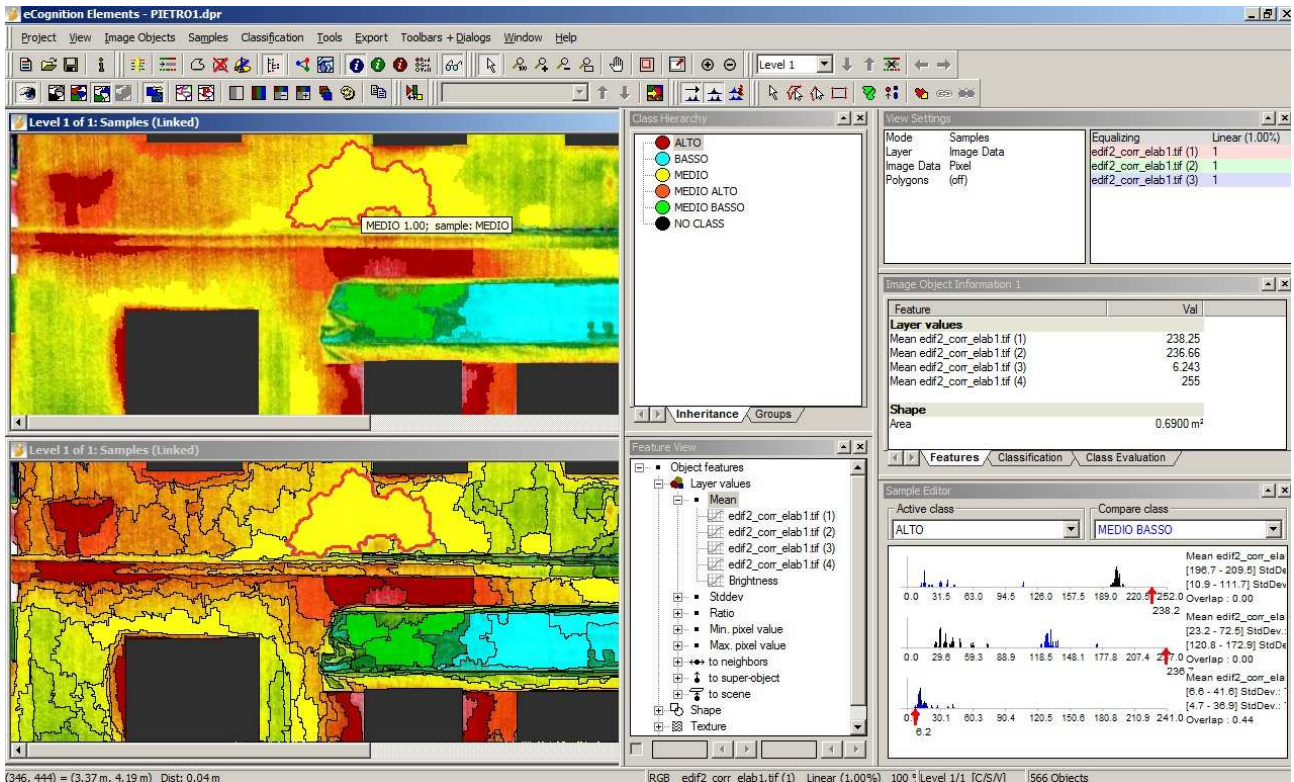 eCognition Elements - PIETRO1.dpr
Project View Image Objects Samples Classification Tools Export Toolbars + Dialogs Window Help
Level 1
Level 1 of 1: Samples (Linked)
MEDIO 1.00; sample: MEDIO
Level 1 of 1: Samples (Linked)
Class Hierarchy
ALTO
BASSO
MEDIO
MEDIO ALTO
MEDIO BASSO
NO CLASS
Inheritance Groups
Feature View
Object features
Layer values
Mean
edif2_corr_elab1.tif (1)
edif2_corr_elab1.tif (2)
edif2_corr_elab1.tif (3)
edif2_corr_elab1.tif (4)
Brightness
Stddev
Ratio
Min. pixel value
Max. pixel value
to neighbors
to super-object
to scene
Shape
Texture
View Settings
Mode Samples
Layer Image Data
Image Data Pixel
Polygons (off)
Equalizing Linear (1.00%)
edif2_corr_elab1.tif (1) 1
edif2_corr_elab1.tif (2) 1
edif2_corr_elab1.tif (3) 1
Image Object Information 1
Feature Val
Layer values
Mean edif2_corr_elab1.tif (1) 238.25
Mean edif2_corr_elab1.tif (2) 236.66
Mean edif2_corr_elab1.tif (3) 6.243
Mean edif2_corr_elab1.tif (4) 255
Shape
Area 0.6900 m²
Features Classification Class Evaluation
Sample Editor
Active class Compare class
ALTO MEDIO BASSO
Mean edif2_corr_ela
[196.7 - 209.5] StdDe
[10.9 - 111.7] StdDe
0.0 31.5 63.0 94.5 126.0 157.5 189.0 220.5 252.0 Overlap : 0.00
238.2
Mean edif2_corr_ela
[23.2 - 72.5] StdDev.:
[120.8 - 172.9] StdDe
0.0 29.6 59.3 88.9 118.5 148.1 177.8 207.4 Overlap : 0.00
236.7
Mean edif2_corr_ela
[6.6 - 41.6] StdDev.:
[4.7 - 36.9] StdDev.:
30.1 60.3 90.4 120.5 150.6 180.8 210.9 241.0 Overlap : 0.44
6.2
(346, 444) = (3.37 m, 4.19 m) Dist: 0.04 m
RGB edif2_corr_elab1.tif (1) Linear (1.00%) 100 Level 1/1 [C/S/V] 566 Objects